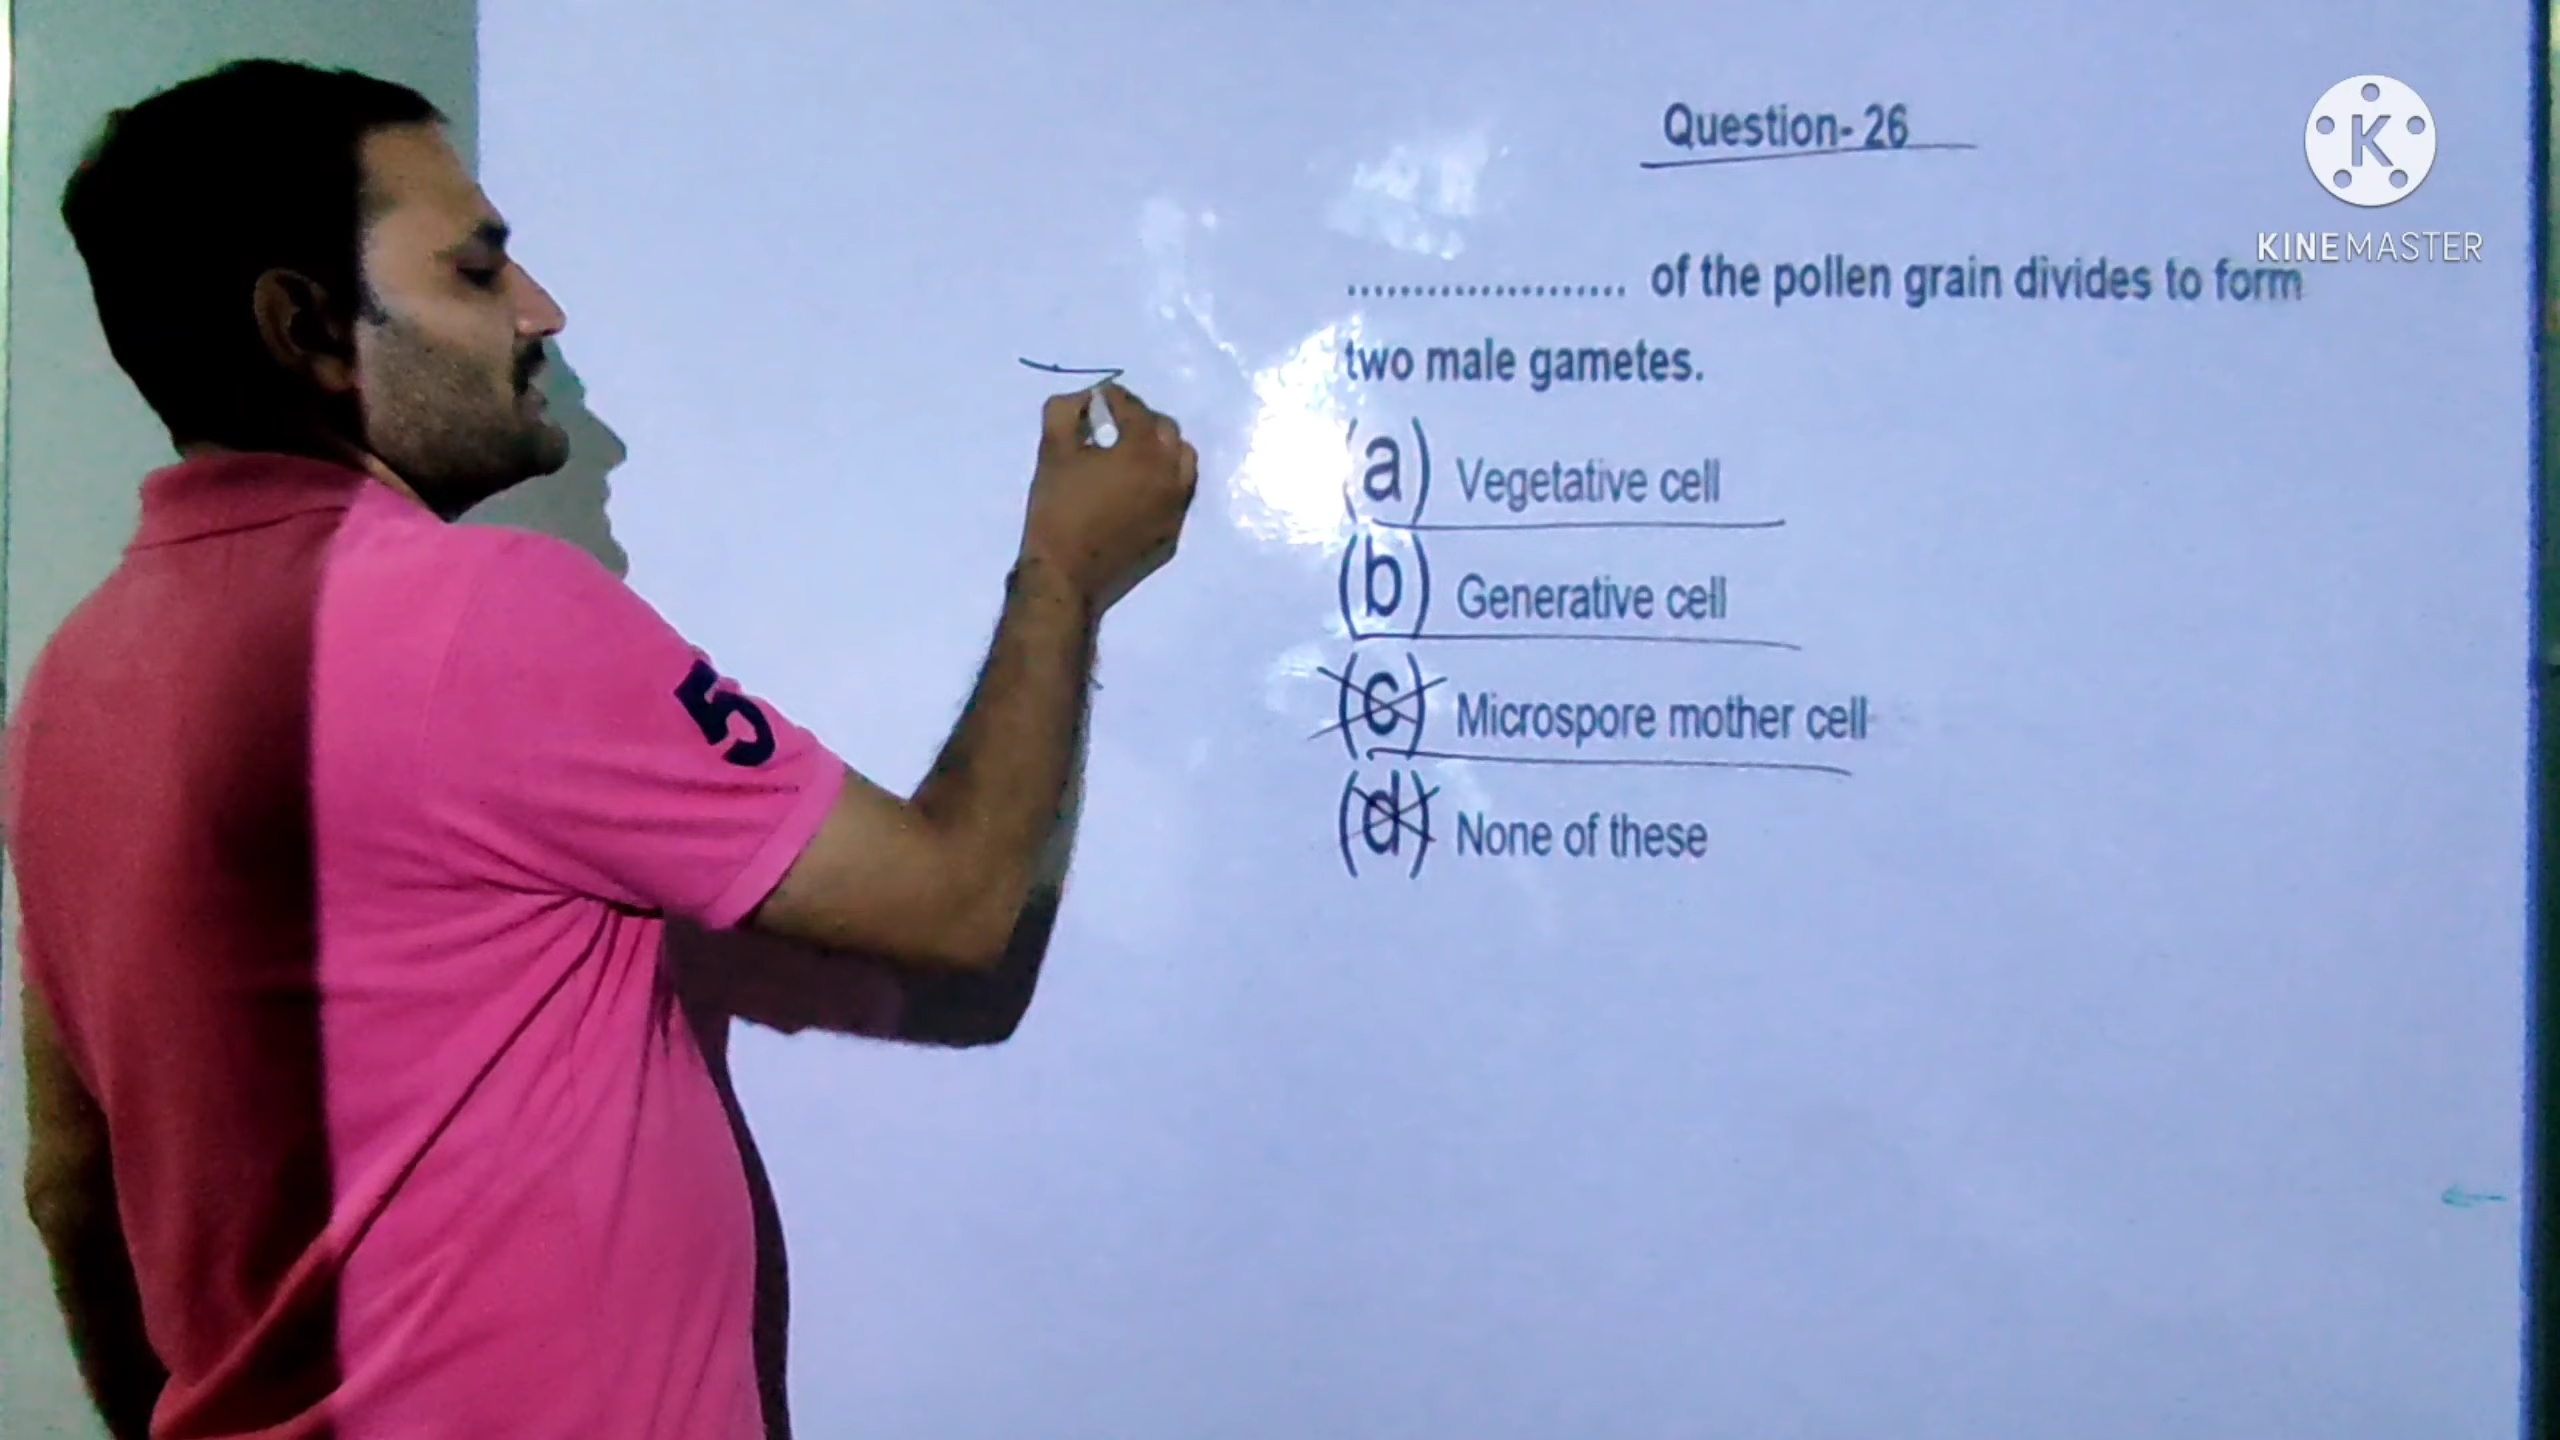 Question- 26
K
KINEMASTER
..................... of the pollen grain divides to form
two male gametes.
(a) Vegetative cell
(b) Generative cell
(c) Microspore mother cell
(d) None of these
5